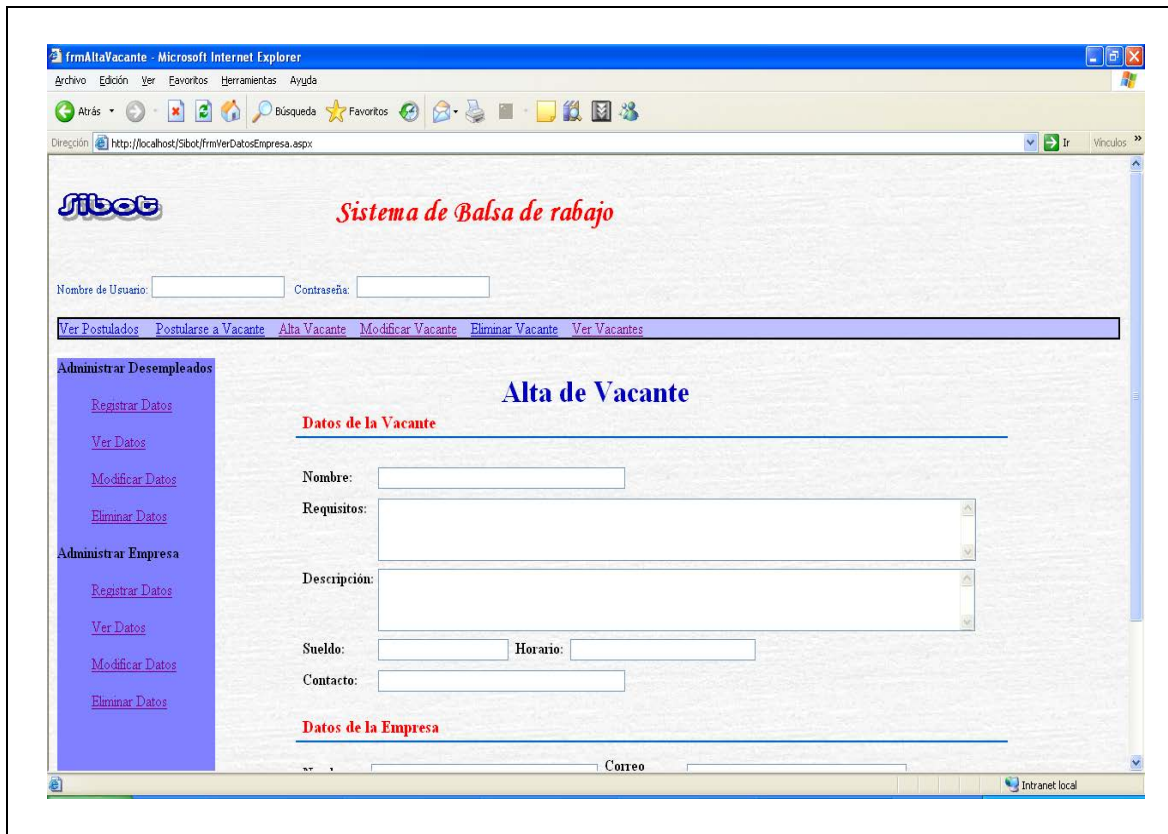 frmAltaVacante - Microsoft Internet Explorer
Archivo Edición Ver Favoritos Herramientas Ayuda
Atrás Búsqueda Favoritos
Dirección http://localhost/Sibot/frmVerDatosEmpresa.aspx Ir Vínculos »
Sibot
Sistema de Balsa de rabajo
Nombre de Usuario: Contraseña:
Ver Postulados Postularse a Vacante Alta Vacante Modificar Vacante Eliminar Vacante Ver Vacantes
Administrar Desempleados
Registrar Datos
Ver Datos
Modificar Datos
Eliminar Datos
Administrar Empresa
Registrar Datos
Ver Datos
Modificar Datos
Eliminar Datos
Alta de Vacante
Datos de la Vacante
Nombre:
Requisitos:
Descripción:
Sueldo: Horario:
Contacto:
Datos de la Empresa
Correo
Intranet local